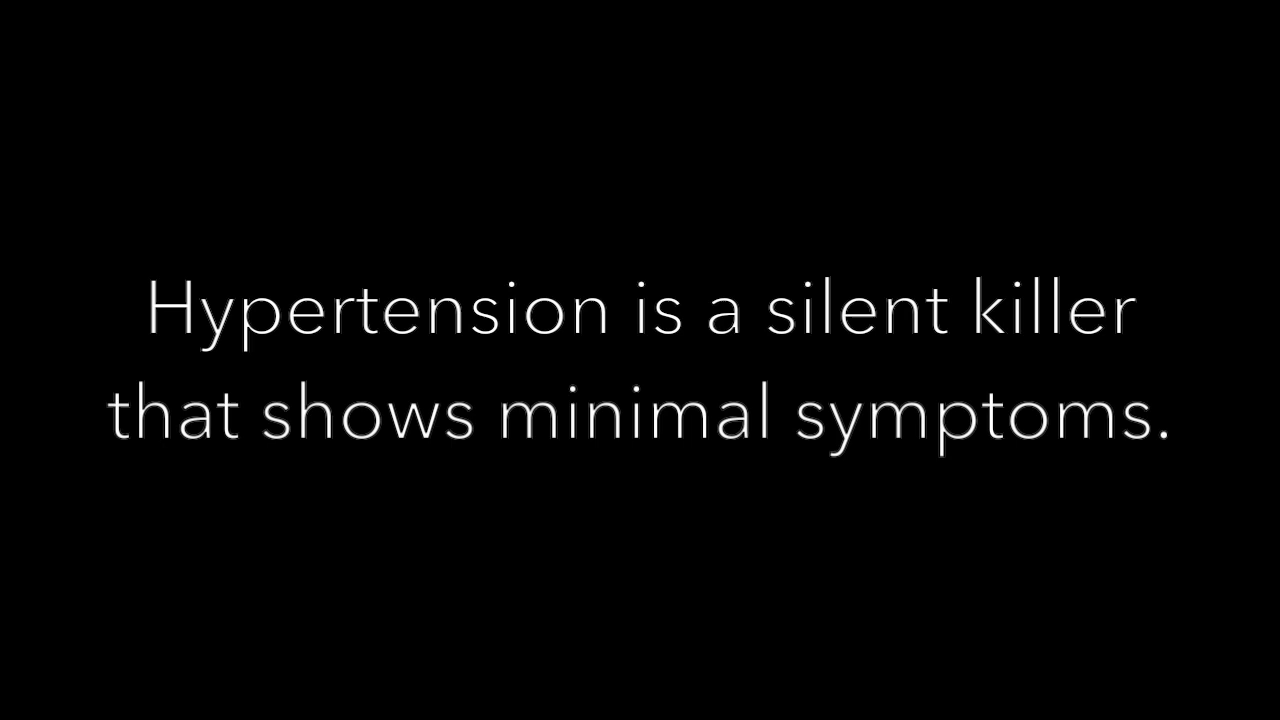 Hypertension is a silent killer
that shows minimal symptoms.